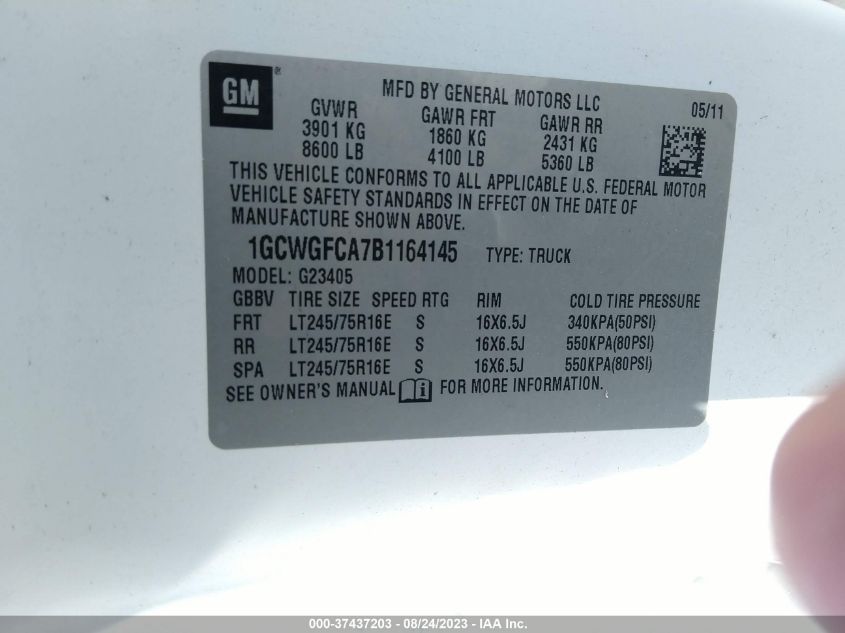 GM®
MFD BY GENERAL MOTORS LLC 05/11
GVWR GAWR FRT GAWR RR
3901 KG 1860 KG 2431 KG
8600 LB 4100 LB 5360 LB
THIS VEHICLE CONFORMS TO ALL APPLICABLE U.S. FEDERAL MOTOR
VEHICLE SAFETY STANDARDS IN EFFECT ON THE DATE OF
MANUFACTURE SHOWN ABOVE.
1GCWGFCA7B1164145 TYPE: TRUCK
MODEL: G23405
GBBV TIRE SIZE SPEED RTG RIM COLD TIRE PRESSURE
FRT LT245/75R16E S 16X6.5J 340KPA(50PSI)
RR LT245/75R16E S 16X6.5J 550KPA(80PSI)
SPA LT245/75R16E S 16X6.5J 550KPA(80PSI)
SEE OWNER'S MANUAL i FOR MORE INFORMATION.
000-37437203 - 08/24/2023 - IAA Inc.